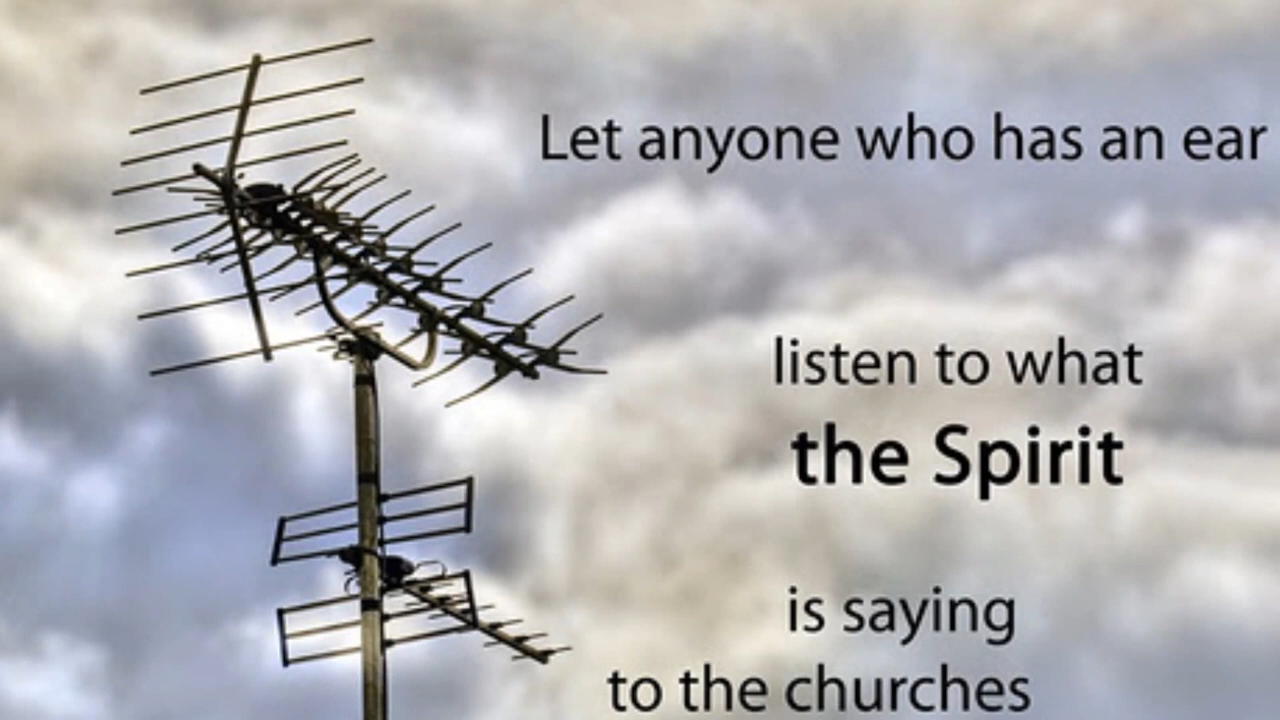 Let anyone who has an ear
listen to what
the Spirit
is saying
to the churches